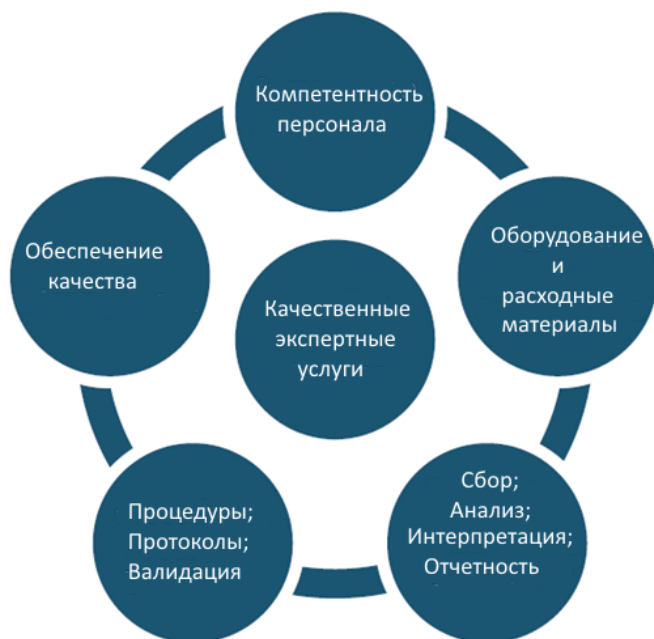 Компетентность
персонала
Обеспечение
качества
Оборудование
и
расходные
материалы
Качественные
экспертные
услуги
Процедуры;
Протоколы;
Валидация
Сбор;
Анализ;
Интерпретация;
Отчетность